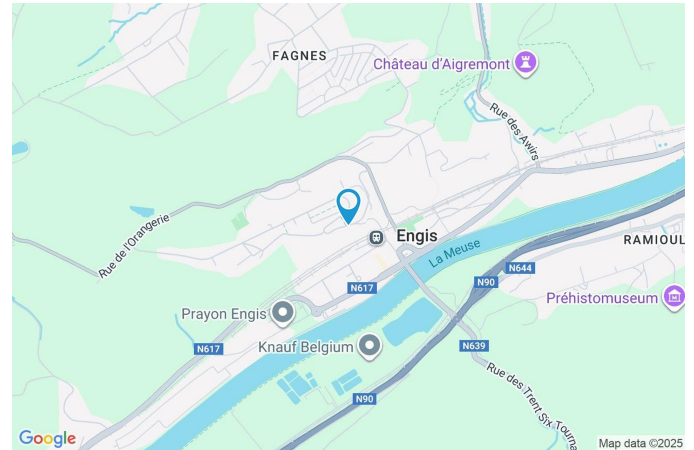 FAGNES
Château d'Aigremont
Rue des Awirs
Rue de l'Orangerie
Engis
La Meuse
RAMIOUL
N644
N90
N617
Préhistomuseum
Prayon Engis
Knauf Belgium
N617
N639
N90
Rue des Trent Six Tourna
Google
Map data ©2025